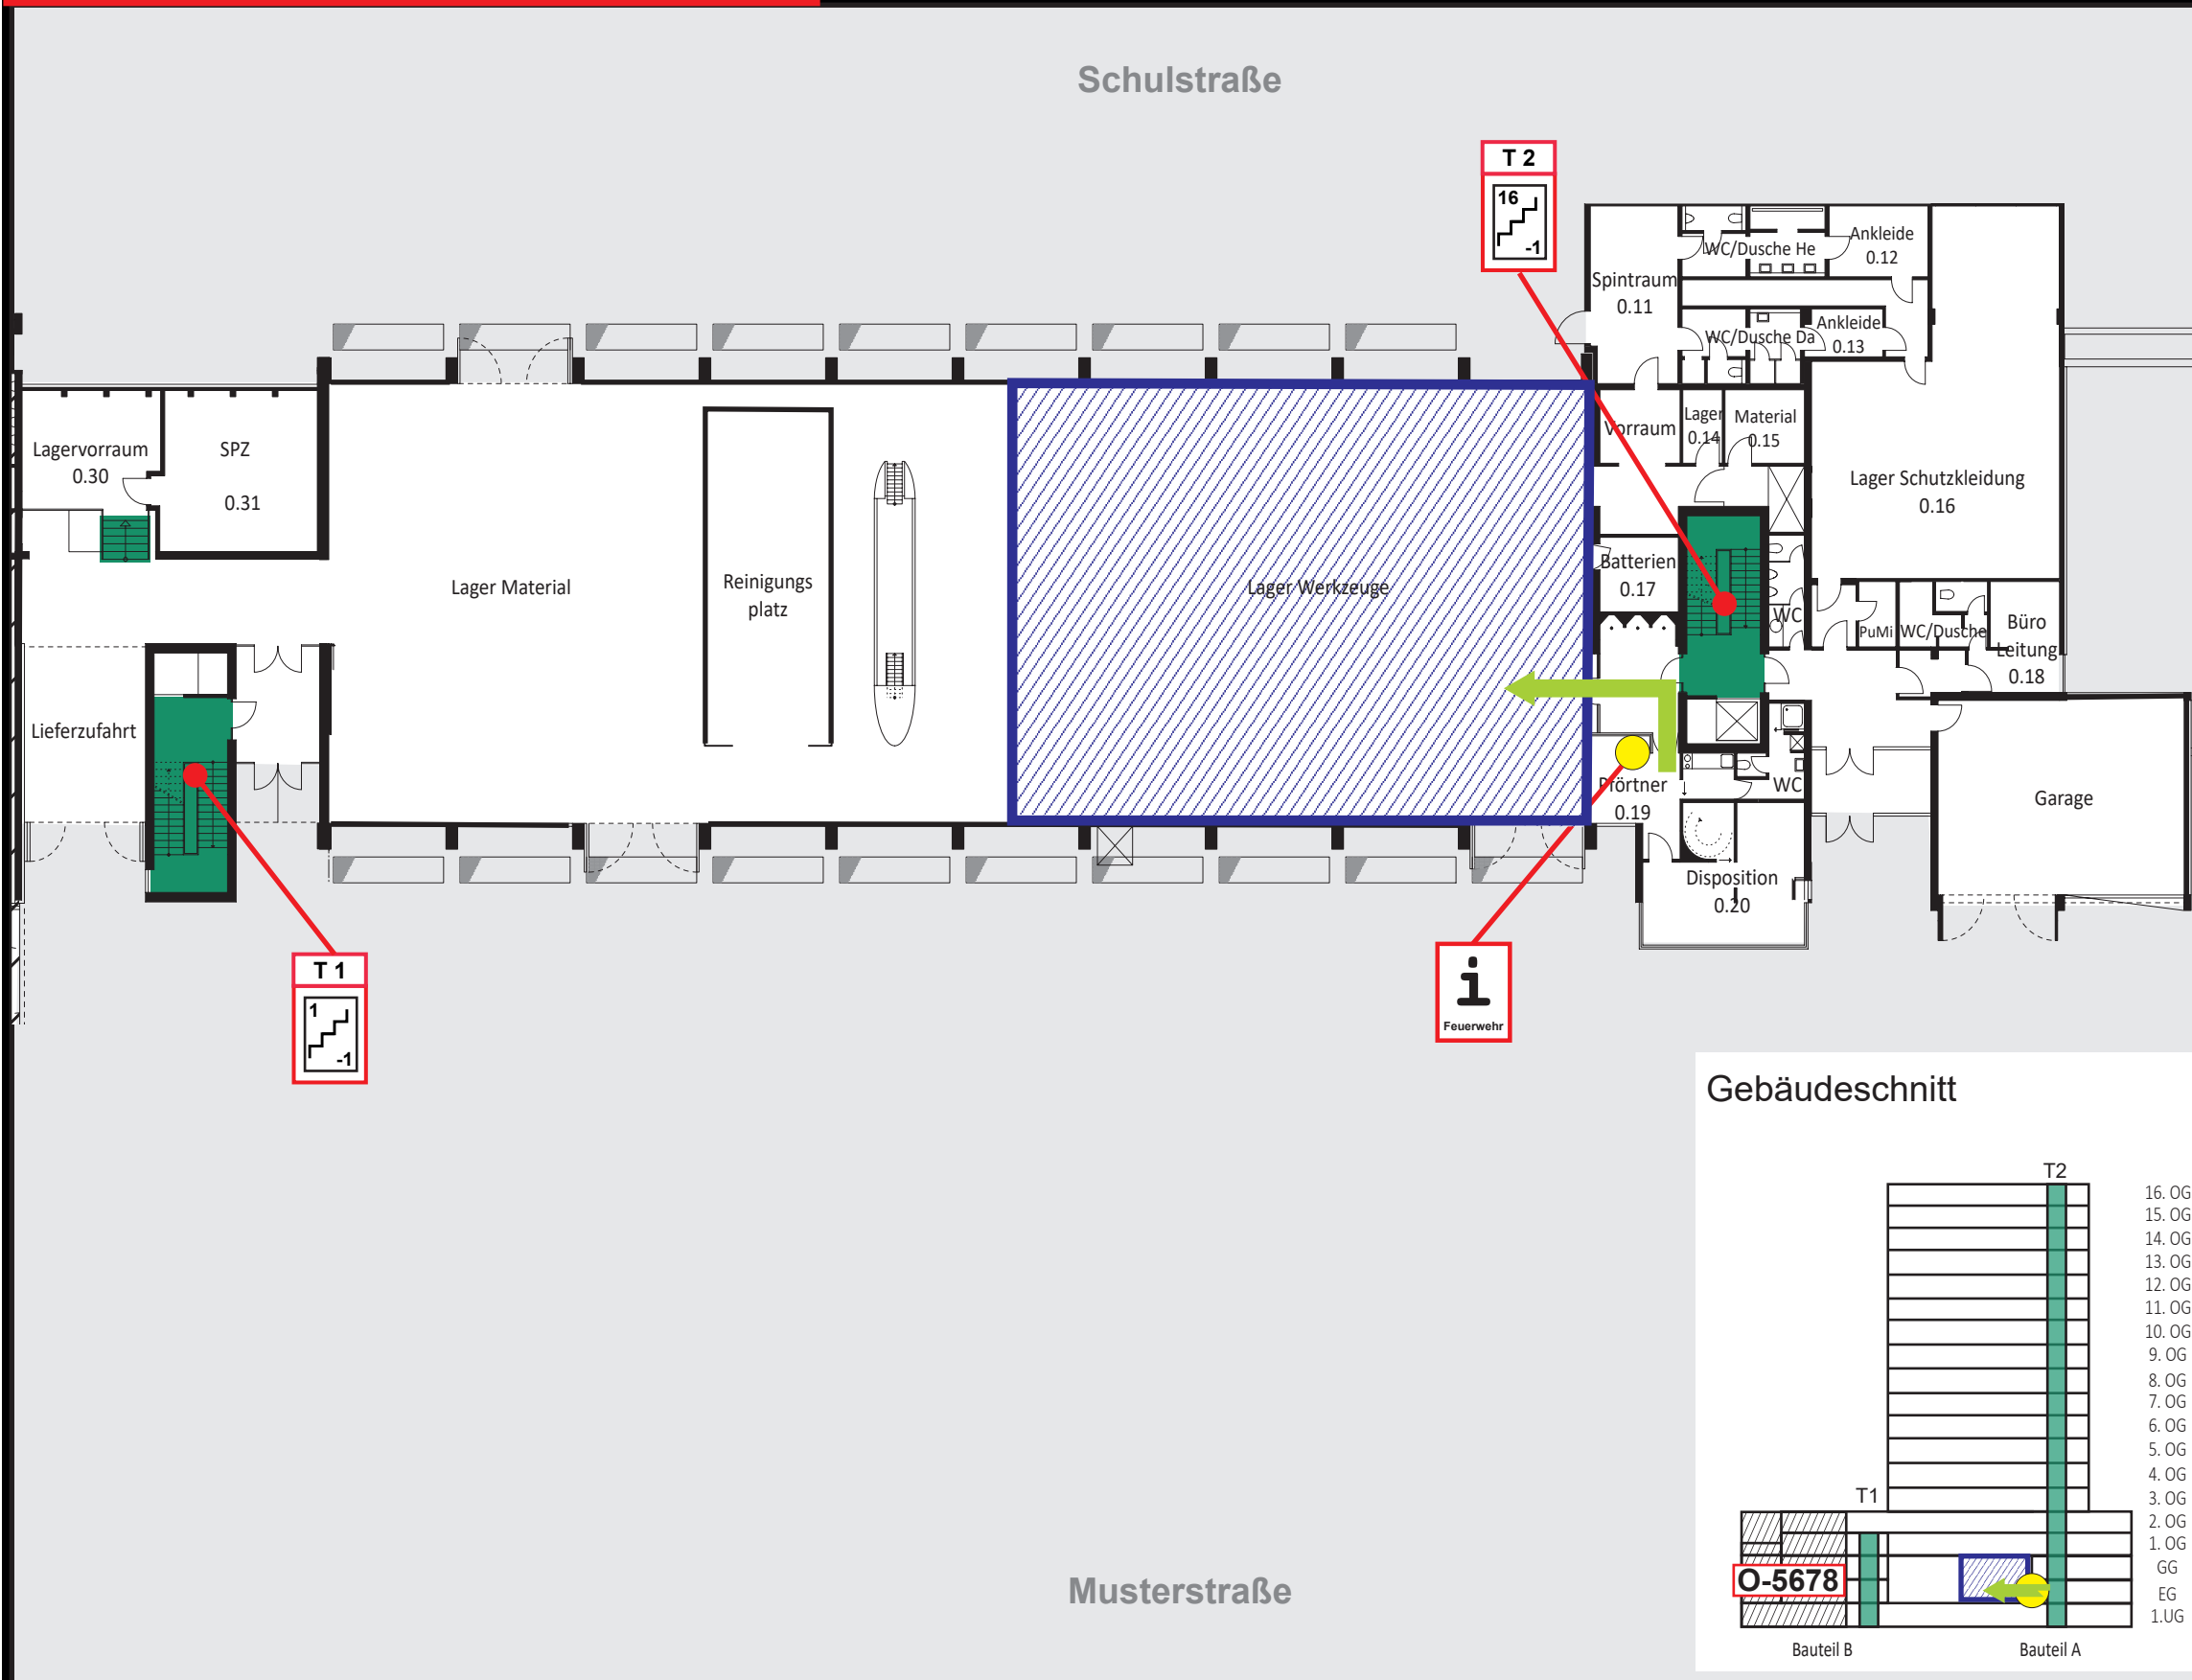 Schulstraße
T 2
16
-1
WC/Dusche He
Ankleide
0.12
Spintraum
0.11
WC/Dusche Da
Ankleide
0.13
Lagervorraum
0.30
SPZ
0.31
Vorraum
Lager
0.14
Material
0.15
Lager Schutzkleidung
0.16
Lager Material
Reinigungs
platz
Lager Werkzeuge
Batterien
0.17
WC
PuMi
WC/Dusche
Büro
Leitung
0.18
Lieferzufahrt
Pförtner
0.19
WC
Garage
Disposition
0.20
T 1
1
-1
i
Feuerwehr
Gebäudeschnitt
T2
16. OG
15. OG
14. OG
13. OG
12. OG
11. OG
10. OG
9. OG
8. OG
7. OG
6. OG
5. OG
4. OG
3. OG
2. OG
1. OG
GG
EG
1.UG
T1
O-5678
Bauteil B
Bauteil A
Musterstraße